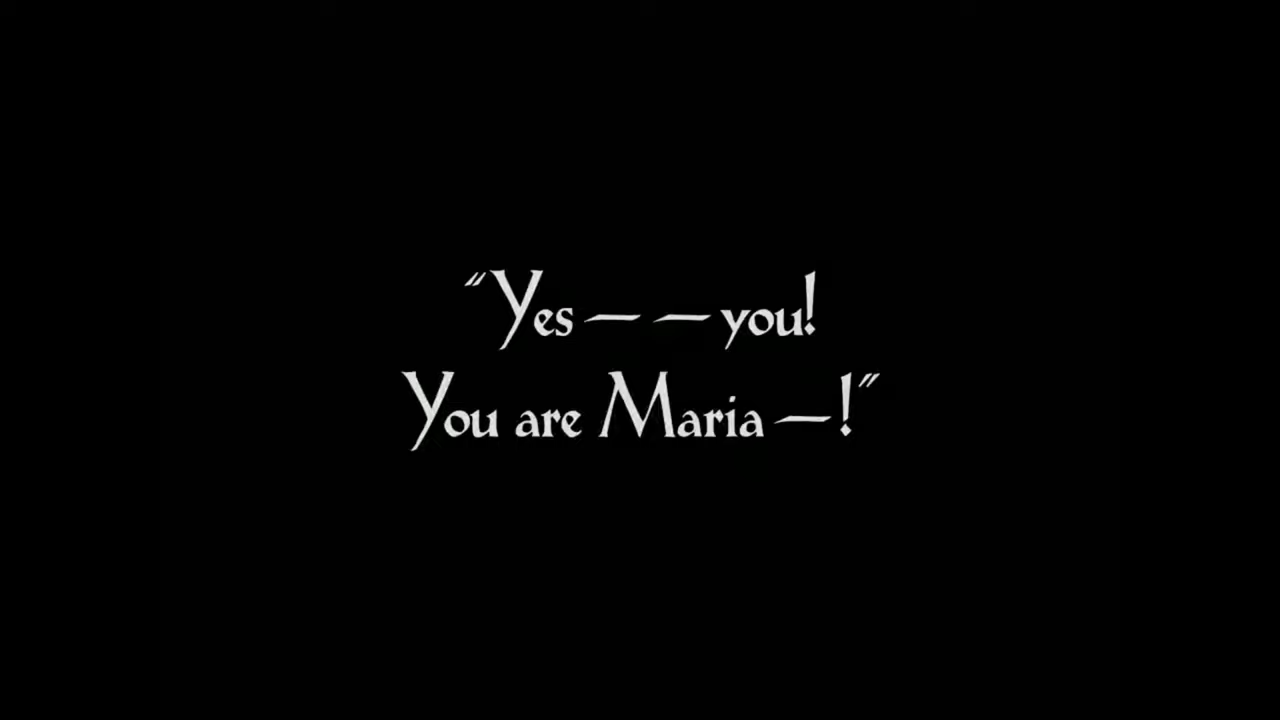 “Yes — — you!
You are Maria —!”